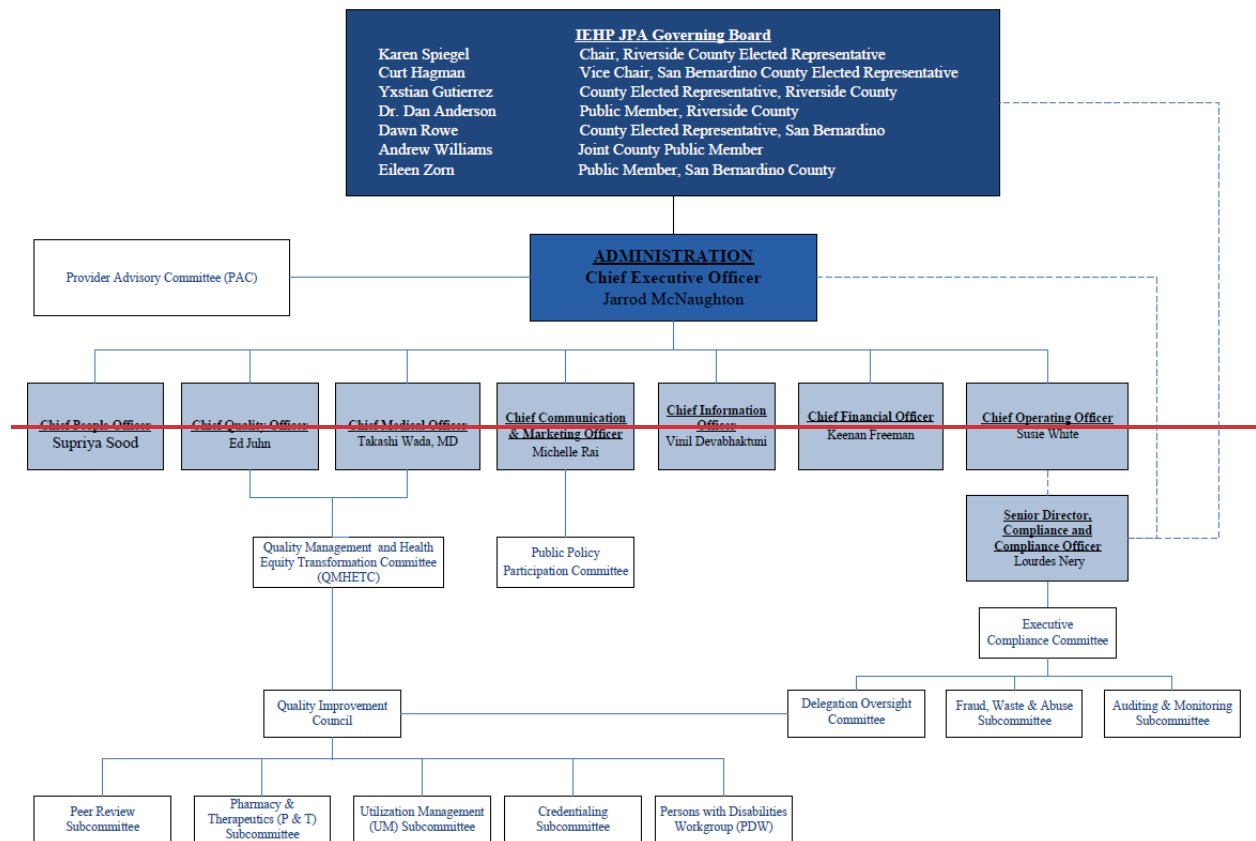 IEHP JPA Governing Board
Karen Spiegel Chair, Riverside County Elected Representative
Curt Hagman Vice Chair, San Bernardino County Elected Representative
Yxstian Gutierrez County Elected Representative, Riverside County
Dr. Dan Anderson Public Member, Riverside County
Dawn Rowe County Elected Representative, San Bernardino
Andrew Williams Joint County Public Member
Eileen Zorn Public Member, San Bernardino County
Provider Advisory Committee (PAC)
ADMINISTRATION
Chief Executive Officer
Jarrod McNaughton
Chief People Officer
Supriya Sood
Chief Quality Officer
Ed Juhn
Chief Medical Officer
Takashi Wada, MD
Chief Communication
& Marketing Officer
Michelle Rai
Chief Information
Officer
Vinil Devabhaktuni
Chief Financial Officer
Keenan Freeman
Chief Operating Officer
Susie White
Senior Director,
Compliance and
Compliance Officer
Lourdes Nery
Quality Management and Health
Equity Transformation Committee
(QMHETC)
Public Policy
Participation Committee
Executive
Compliance Committee
Quality Improvement
Council
Delegation Oversight
Committee
Fraud, Waste & Abuse
Subcommittee
Auditing & Monitoring
Subcommittee
Peer Review
Subcommittee
Pharmacy &
Therapeutics (P & T)
Subcommittee
Utilization Management
(UM) Subcommittee
Credentialing
Subcommittee
Persons with Disabilities
Workgroup (PDW)